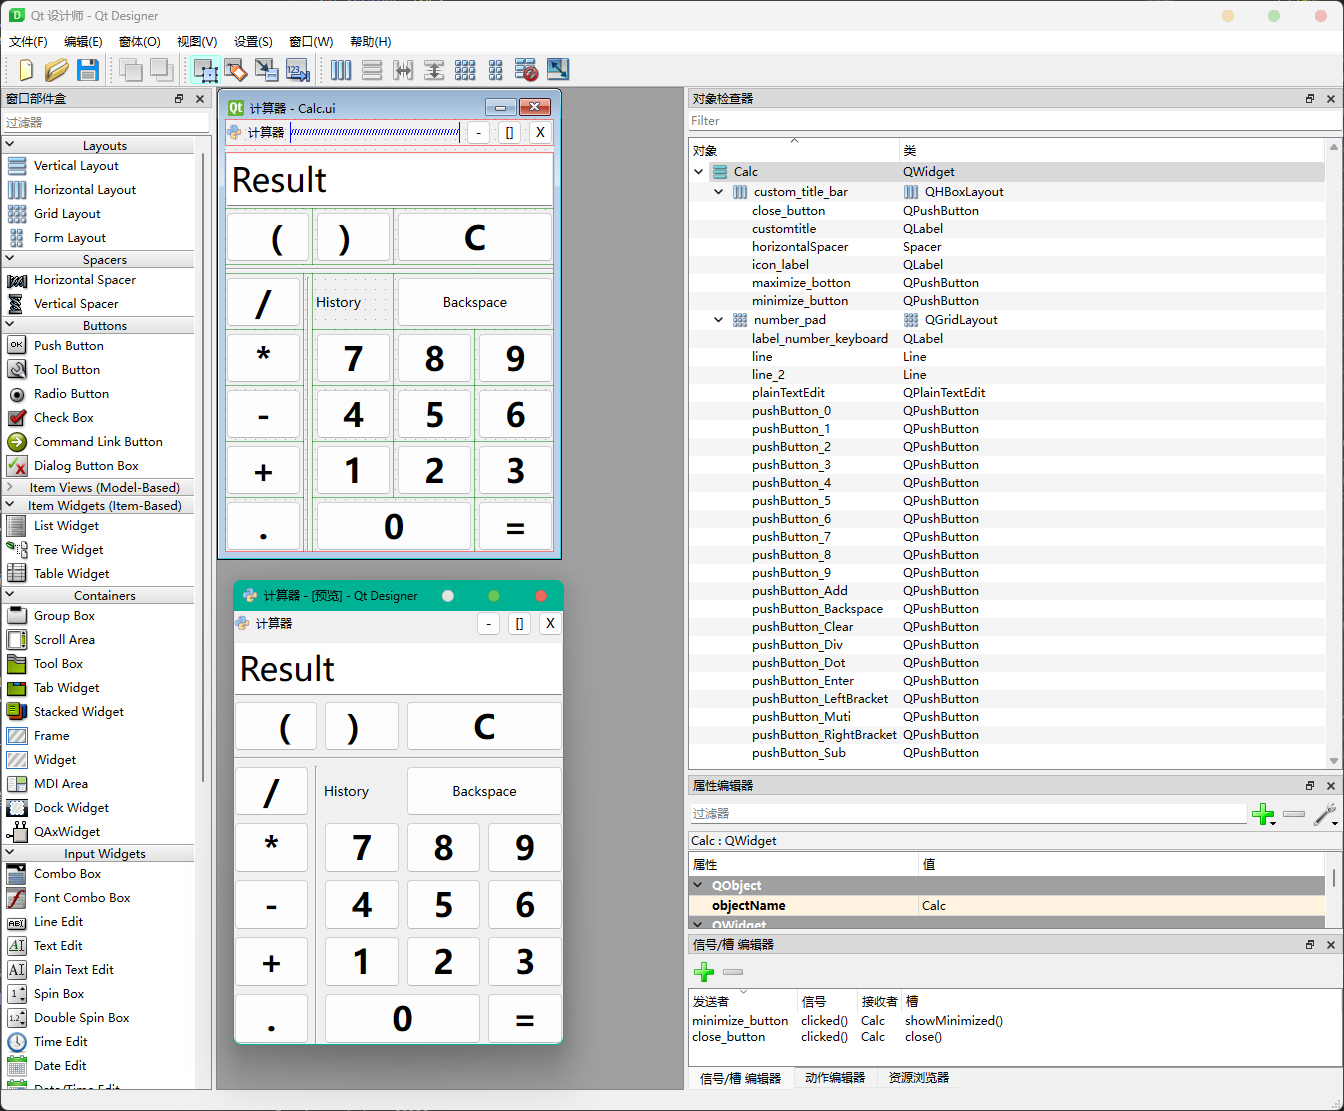 Qt 设计师 - Qt Designer
文件(F) 编辑(E) 窗体(O) 视图(V) 设置(S) 窗口(W) 帮助(H)
窗口部件盒
过滤器
Layouts
Vertical Layout
Horizontal Layout
Grid Layout
Form Layout
Spacers
Horizontal Spacer
Vertical Spacer
Buttons
Push Button
Tool Button
Radio Button
Check Box
Command Link Button
Dialog Button Box
Item Views (Model-Based)
Item Widgets (Item-Based)
List Widget
Tree Widget
Table Widget
Containers
Group Box
Scroll Area
Tool Box
Tab Widget
Stacked Widget
Frame
Widget
MDI Area
Dock Widget
QAxWidget
Input Widgets
Combo Box
Font Combo Box
Line Edit
Text Edit
Plain Text Edit
Spin Box
Double Spin Box
Time Edit
Date Edit
Date/Time Edit
计算器 - Calc.ui
计算器 - [] X
Result
( ) C
/ History Backspace
* 7 8 9
- 4 5 6
+ 1 2 3
. 0 =
计算器 - [预览] - Qt Designer
计算器 - [] X
Result
( ) C
/ History Backspace
* 7 8 9
- 4 5 6
+ 1 2 3
. 0 =
对象检查器
Filter
对象 类
Calc QWidget
custom_title_bar QHBoxLayout
close_button QPushButton
customtitle QLabel
horizontalSpacer Spacer
icon_label QLabel
maximize_botton QPushButton
minimize_button QPushButton
number_pad QGridLayout
label_number_keyboard QLabel
line Line
line_2 Line
plainTextEdit QPlainTextEdit
pushButton_0 QPushButton
pushButton_1 QPushButton
pushButton_2 QPushButton
pushButton_3 QPushButton
pushButton_4 QPushButton
pushButton_5 QPushButton
pushButton_6 QPushButton
pushButton_7 QPushButton
pushButton_8 QPushButton
pushButton_9 QPushButton
pushButton_Add QPushButton
pushButton_Backspace QPushButton
pushButton_Clear QPushButton
pushButton_Div QPushButton
pushButton_Dot QPushButton
pushButton_Enter QPushButton
pushButton_LeftBracket QPushButton
pushButton_Muti QPushButton
pushButton_RightBracket QPushButton
pushButton_Sub QPushButton
属性编辑器
过滤器
Calc : QWidget
属性 值
QObject
objectName Calc
QWidget
信号/槽 编辑器
发送者 信号 接收者 槽
minimize_button clicked() Calc showMinimized()
close_button clicked() Calc close()
信号/槽 编辑器 动作编辑器 资源浏览器